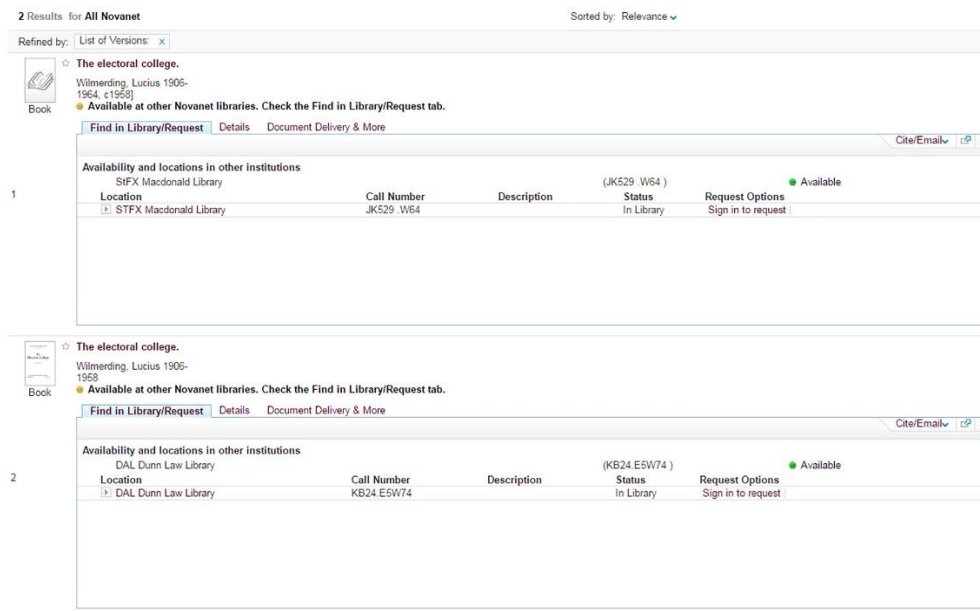 2 Results for All Novanet Sorted by: Relevance
Refined by: List of Versions: x
The electoral college.
Wilmerding, Lucius 1906-
1964, c1958]
Book
Available at other Novanet libraries. Check the Find in Library/Request tab.
Find in Library/Request Details Document Delivery & More
Cite/Email
Availability and locations in other institutions
StFX Macdonald Library (JK529 .W64 ) Available
1
Location Call Number Description Status Request Options
STFX Macdonald Library JK529 .W64 In Library Sign in to request
The electoral college.
Wilmerding, Lucius 1906-
1958
Book
Available at other Novanet libraries. Check the Find in Library/Request tab.
Find in Library/Request Details Document Delivery & More
Cite/Email
Availability and locations in other institutions
DAL Dunn Law Library (KB24.E5W74 ) Available
2
Location Call Number Description Status Request Options
DAL Dunn Law Library KB24.E5W74 In Library Sign in to request